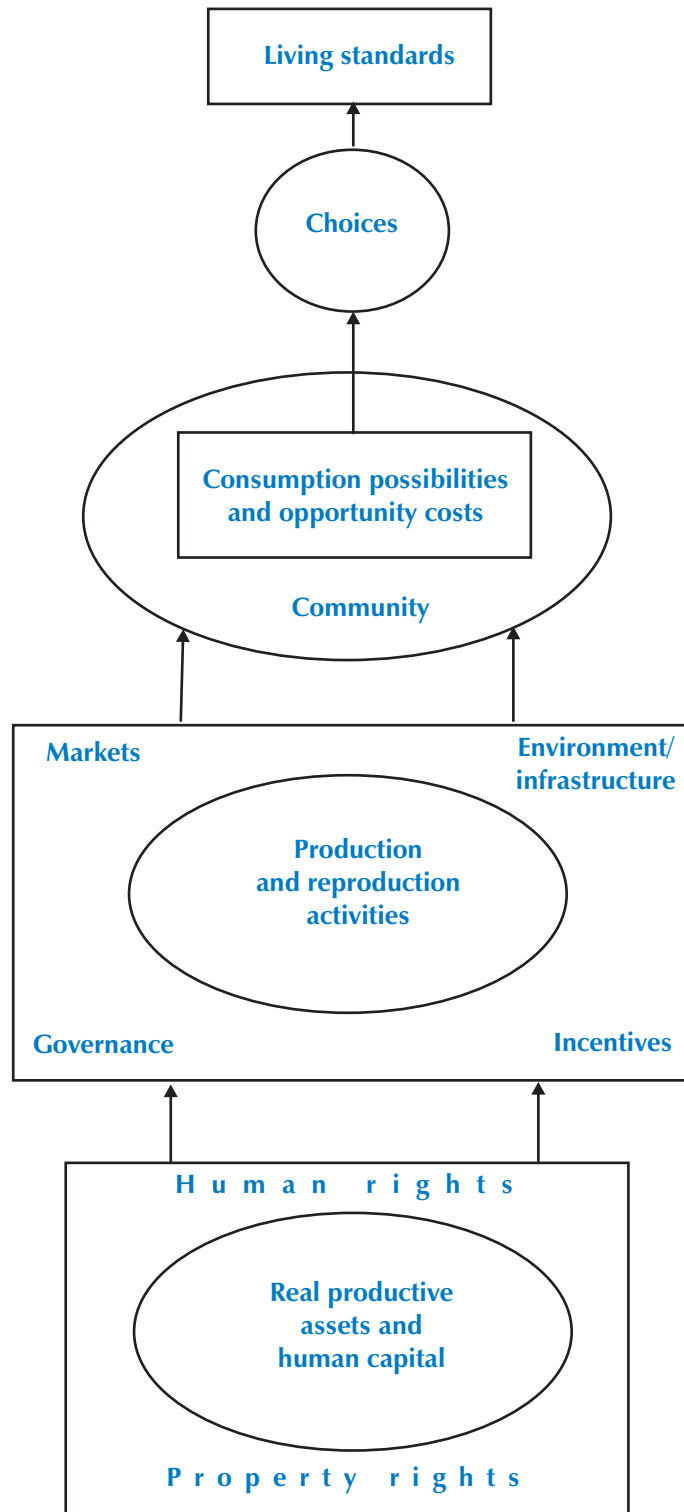 Living standards
Choices
Consumption possibilities
and opportunity costs
Community
Markets
Environment/
infrastructure
Production
and reproduction
activities
Governance
Incentives
Human rights
Real productive
assets and
human capital
Property rights